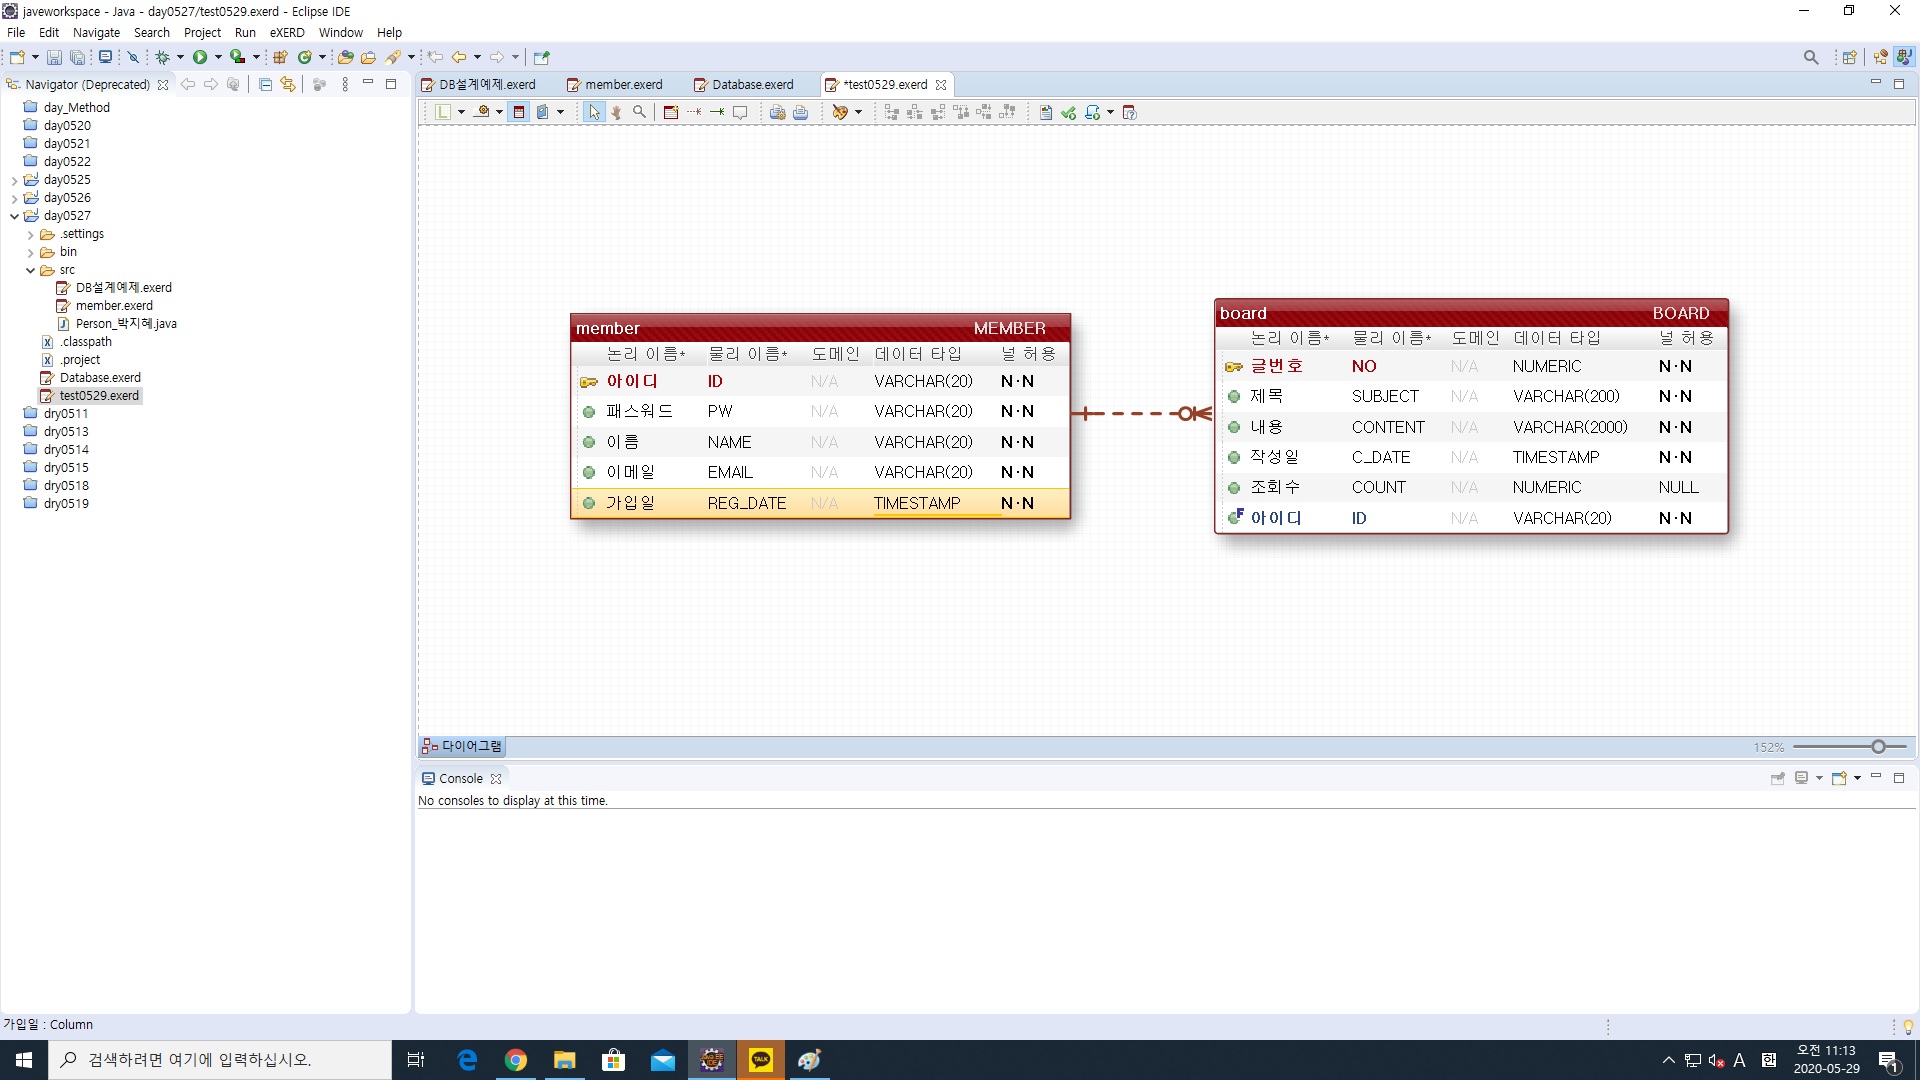 javeworkspace - Java - day0527/test0529.exerd - Eclipse IDE
File Edit Navigate Search Project Run eXERD Window Help
Navigator (Deprecated)
day_Method
day0520
day0521
day0522
day0525
day0526
day0527
.settings
bin
src
DB설계예제.exerd
member.exerd
Person_박지혜.java
.classpath
.project
Database.exerd
test0529.exerd
dry0511
dry0513
dry0514
dry0515
dry0518
dry0519
DB설계예제.exerd member.exerd Database.exerd *test0529.exerd
member MEMBER
논리 이름* 물리 이름* 도메인 데이터 타입 널 허용
아이디 ID N/A VARCHAR(20) N·N
패스워드 PW N/A VARCHAR(20) N·N
이름 NAME N/A VARCHAR(20) N·N
이메일 EMAIL N/A VARCHAR(20) N·N
가입일 REG_DATE N/A TIMESTAMP N·N
board BOARD
논리 이름* 물리 이름* 도메인 데이터 타입 널 허용
글번호 NO N/A NUMERIC N·N
제목 SUBJECT N/A VARCHAR(200) N·N
내용 CONTENT N/A VARCHAR(2000) N·N
작성일 C_DATE N/A TIMESTAMP N·N
조회수 COUNT N/A NUMERIC NULL
아이디 ID N/A VARCHAR(20) N·N
다이어그램 152%
Console
No consoles to display at this time.
가입일 : Column
검색하려면 여기에 입력하십시오.
A 한 오전 11:13
2020-05-29
1